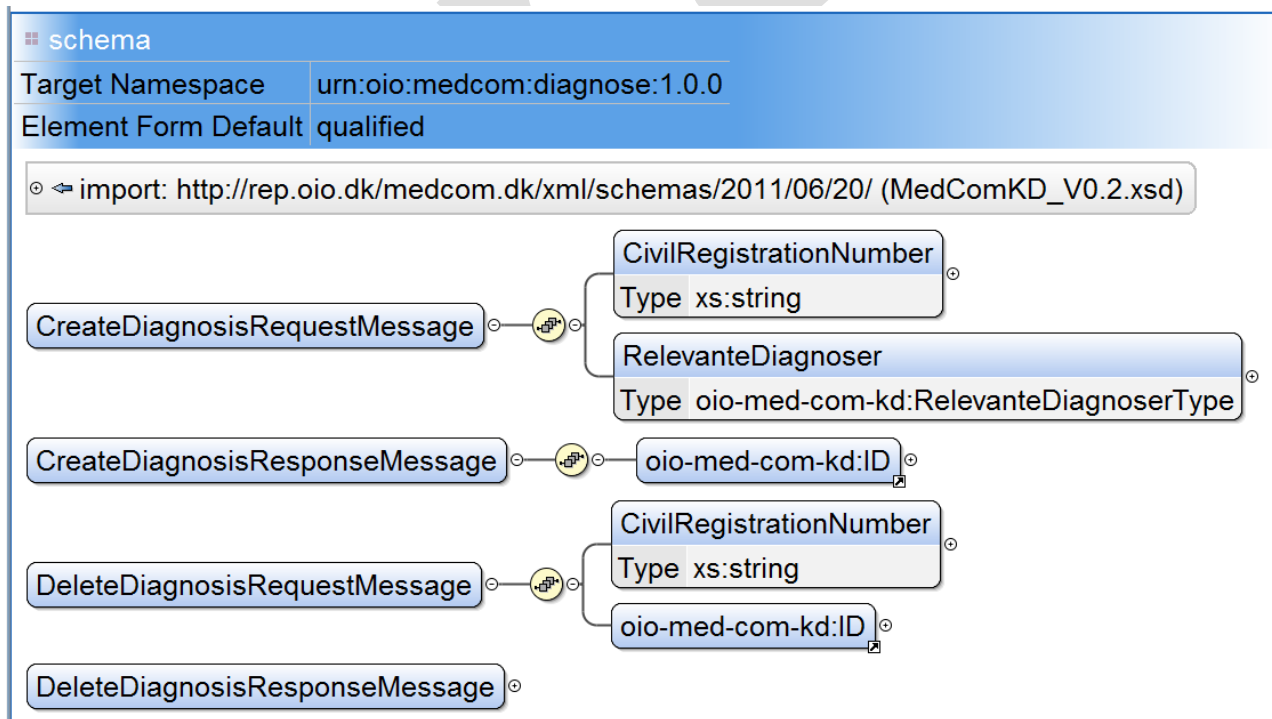 schema
Target Namespace urn:oio:medcom:diagnose:1.0.0
Element Form Default qualified
import: http://rep.oio.dk/medcom.dk/xml/schemas/2011/06/20/ (MedComKD_V0.2.xsd)
CreateDiagnosisRequestMessage
CivilRegistrationNumber
Type xs:string
RelevanteDiagnoser
Type oio-med-com-kd:RelevanteDiagnoserType
CreateDiagnosisResponseMessage
oio-med-com-kd:ID
DeleteDiagnosisRequestMessage
CivilRegistrationNumber
Type xs:string
oio-med-com-kd:ID
DeleteDiagnosisResponseMessage